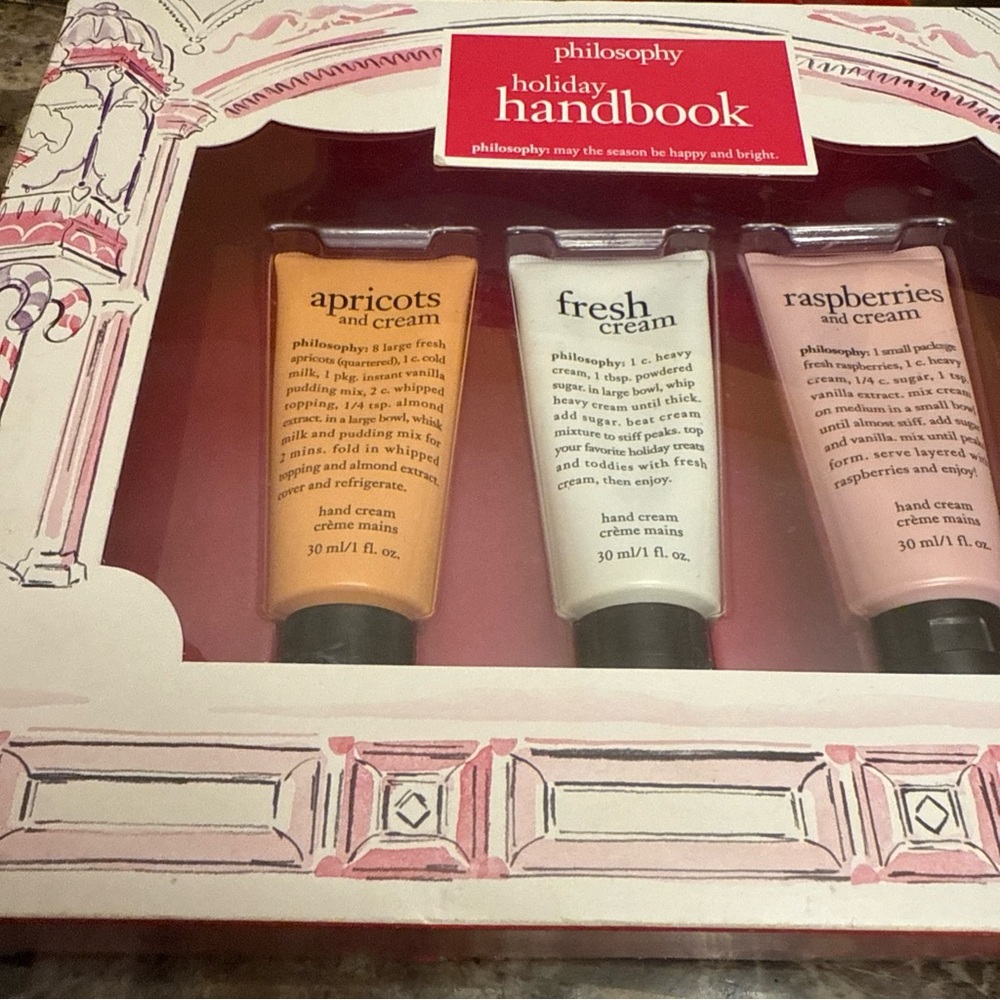 philosophy
holiday
handbook
philosophy: may the season be happy and bright.
apricots
and cream
philosophy: 8 large fresh
apricots (quartered), 1 c. cold
milk, 1 pkg. instant vanilla
pudding mix, 2 c. whipped
topping, 1/4 tsp. almond
extract. in a large bowl, whisk
milk and pudding mix for
2 mins. fold in whipped
topping and almond extract.
cover and refrigerate.
hand cream
crème mains
30 ml/1 fl. oz.
fresh
cream
philosophy: 1 c. heavy
cream, 1 tbsp. powdered
sugar. in large bowl, whip
heavy cream until thick.
add sugar. beat cream
mixture to stiff peaks. top
your favorite holiday treats
and toddies with fresh
cream, then enjoy.
hand cream
crème mains
30 ml/1 fl. oz.
raspberries
and cream
philosophy: 1 small package
fresh raspberries, 1 c. heavy
cream, 1/4 c. sugar, 1 tsp.
vanilla extract. mix cream
on medium in a small bowl
until almost stiff. add sugar
and vanilla. mix until peaks
form. serve layered with
raspberries and enjoy!
hand cream
crème mains
30 ml/1 fl. oz.